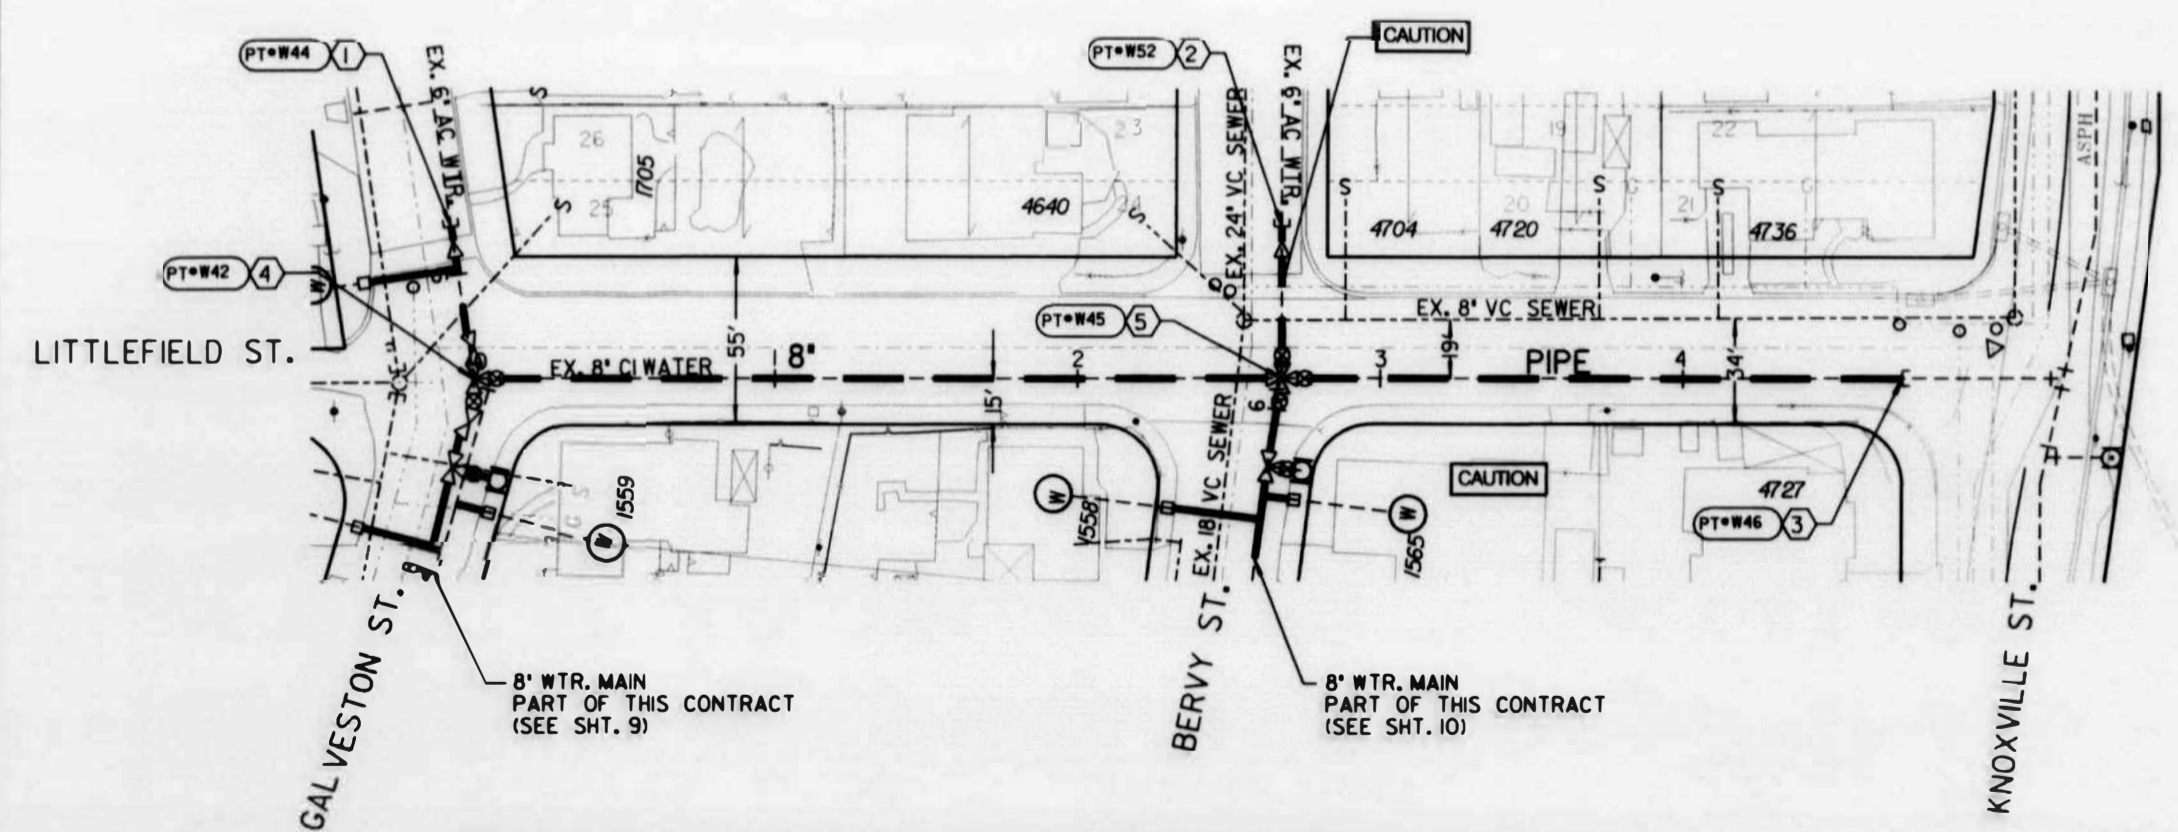 PT•W44 1
EX. 6" AC WTR.
PT•W52 2
EX. 6" AC WTR.
CAUTION
S
26
25
1705
S
4640
23
24
S
EX. 24" VC SEWER
S
4704
19
20
4720
S
G
22
21
S
4736
G
ASPH
PT•W42 4
W
5
LITTLEFIELD ST.
EX. 8" CI WATER
55'
8"
15'
2
PT•W45 5
EX. 8" VC SEWER
3
19'
PIPE
4
34'
6
1559
W
S
G
W
1558
EX. 18" VC SEWER
W
1565
CAUTION
4727
PT•W46 3
8" WTR. MAIN
PART OF THIS CONTRACT
(SEE SHT. 9)
8" WTR. MAIN
PART OF THIS CONTRACT
(SEE SHT. 10)
GALVESTON ST.
BERVY ST.
KNOXVILLE ST.